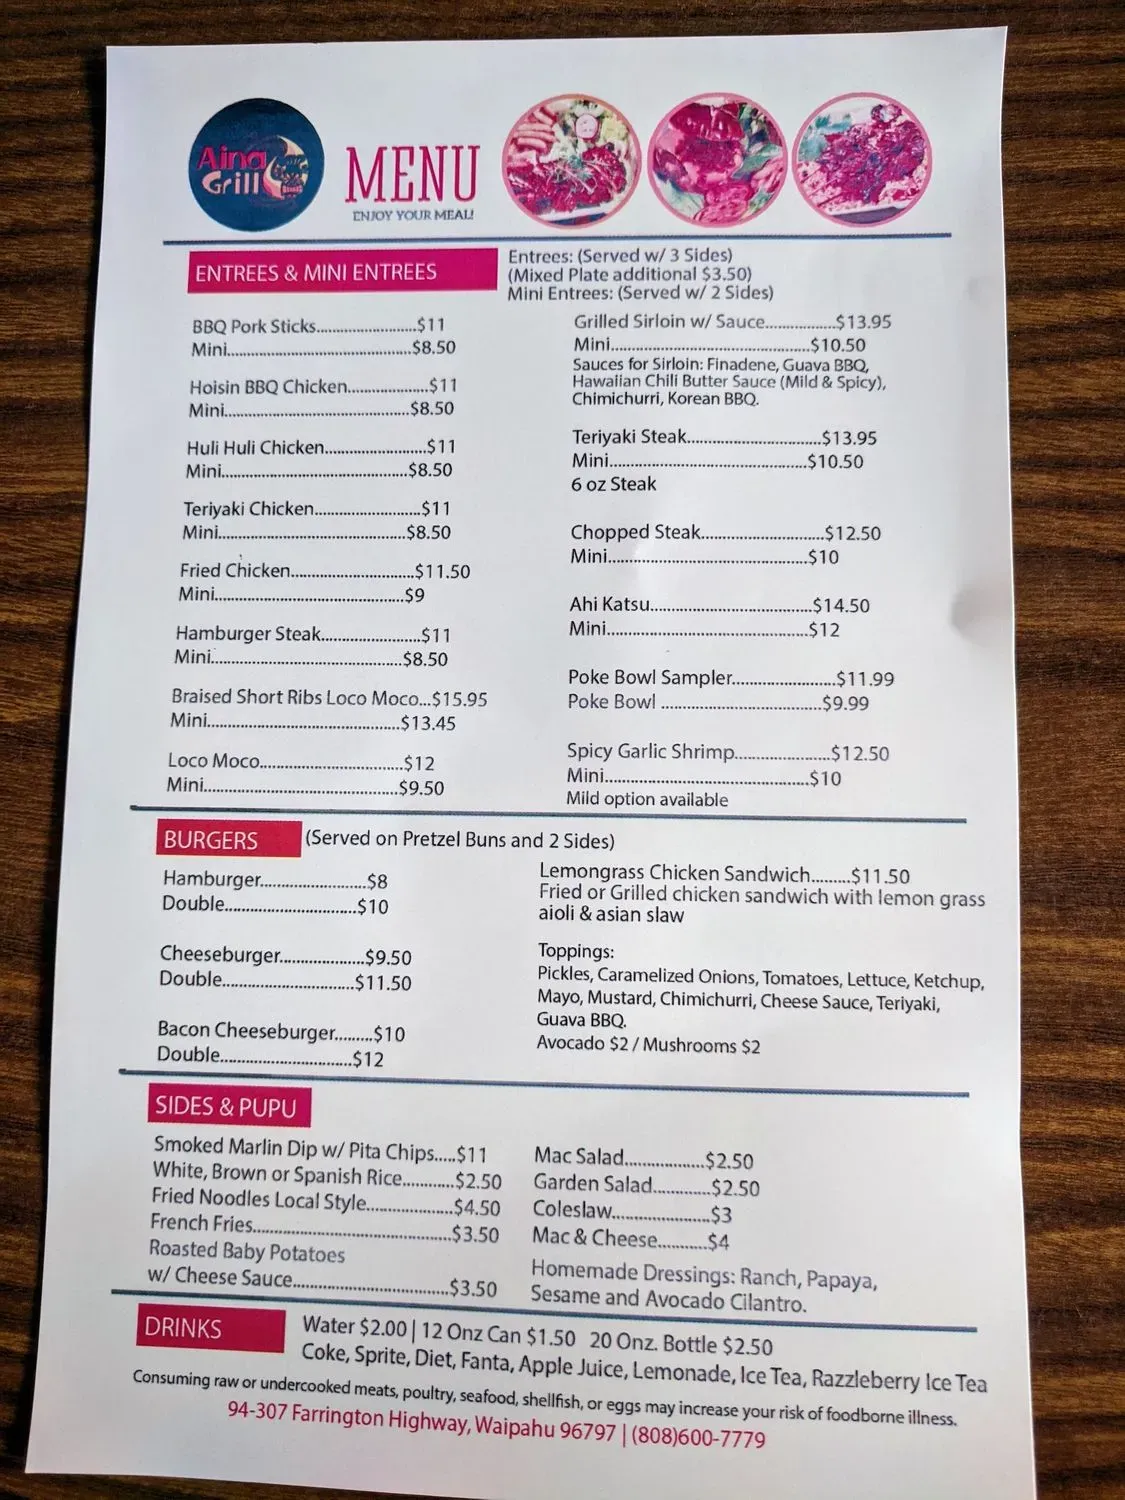 Aina
Grill
MENU
ENJOY YOUR MEAL!
ENTREES & MINI ENTREES
Entrees: (Served w/ 3 Sides)
(Mixed Plate additional $3.50)
Mini Entrees: (Served w/ 2 Sides)
BBQ Pork Sticks......................$11
Mini........................................$8.50
Hoisin BBQ Chicken..................$11
Mini........................................$8.50
Huli Huli Chicken.......................$11
Mini........................................$8.50
Teriyaki Chicken........................$11
Mini........................................$8.50
Fried Chicken...........................$11.50
Mini........................................$9
Hamburger Steak......................$11
Mini........................................$8.50
Braised Short Ribs Loco Moco...$15.95
Mini........................................$13.45
Loco Moco...............................$12
Mini........................................$9.50
Grilled Sirloin w/ Sauce................$13.95
Mini...........................................$10.50
Sauces for Sirloin: Finadene, Guava BBQ,
Hawaiian Chili Butter Sauce (Mild & Spicy),
Chimichurri, Korean BBQ.
Teriyaki Steak.............................$13.95
Mini...........................................$10.50
6 oz Steak
Chopped Steak...........................$12.50
Mini...........................................$10
Ahi Katsu...................................$14.50
Mini...........................................$12
Poke Bowl Sampler.......................$11.99
Poke Bowl ...................................$9.99
Spicy Garlic Shrimp.....................$12.50
Mini............................................$10
Mild option available
BURGERS
(Served on Pretzel Buns and 2 Sides)
Hamburger.......................$8
Double.............................$10
Cheeseburger...................$9.50
Double.............................$11.50
Bacon Cheeseburger.........$10
Double.............................$12
Lemongrass Chicken Sandwich.........$11.50
Fried or Grilled chicken sandwich with lemon grass
aioli & asian slaw
Toppings:
Pickles, Caramelized Onions, Tomatoes, Lettuce, Ketchup,
Mayo, Mustard, Chimichurri, Cheese Sauce, Teriyaki,
Guava BBQ.
Avocado $2 / Mushrooms $2
SIDES & PUPU
Smoked Marlin Dip w/ Pita Chips.....$11
White, Brown or Spanish Rice............$2.50
Fried Noodles Local Style...................$4.50
French Fries...........................................$3.50
Roasted Baby Potatoes
w/ Cheese Sauce..................................$3.50
Mac Salad..................$2.50
Garden Salad.............$2.50
Coleslaw......................$3
Mac & Cheese...........$4
Homemade Dressings: Ranch, Papaya,
Sesame and Avocado Cilantro.
DRINKS
Water $2.00 | 12 Onz Can $1.50 20 Onz. Bottle $2.50
Coke, Sprite, Diet, Fanta, Apple Juice, Lemonade, Ice Tea, Razzleberry Ice Tea
Consuming raw or undercooked meats, poultry, seafood, shellfish, or eggs may increase your risk of foodborne illness.
94-307 Farrington Highway, Waipahu 96797 | (808)600-7779